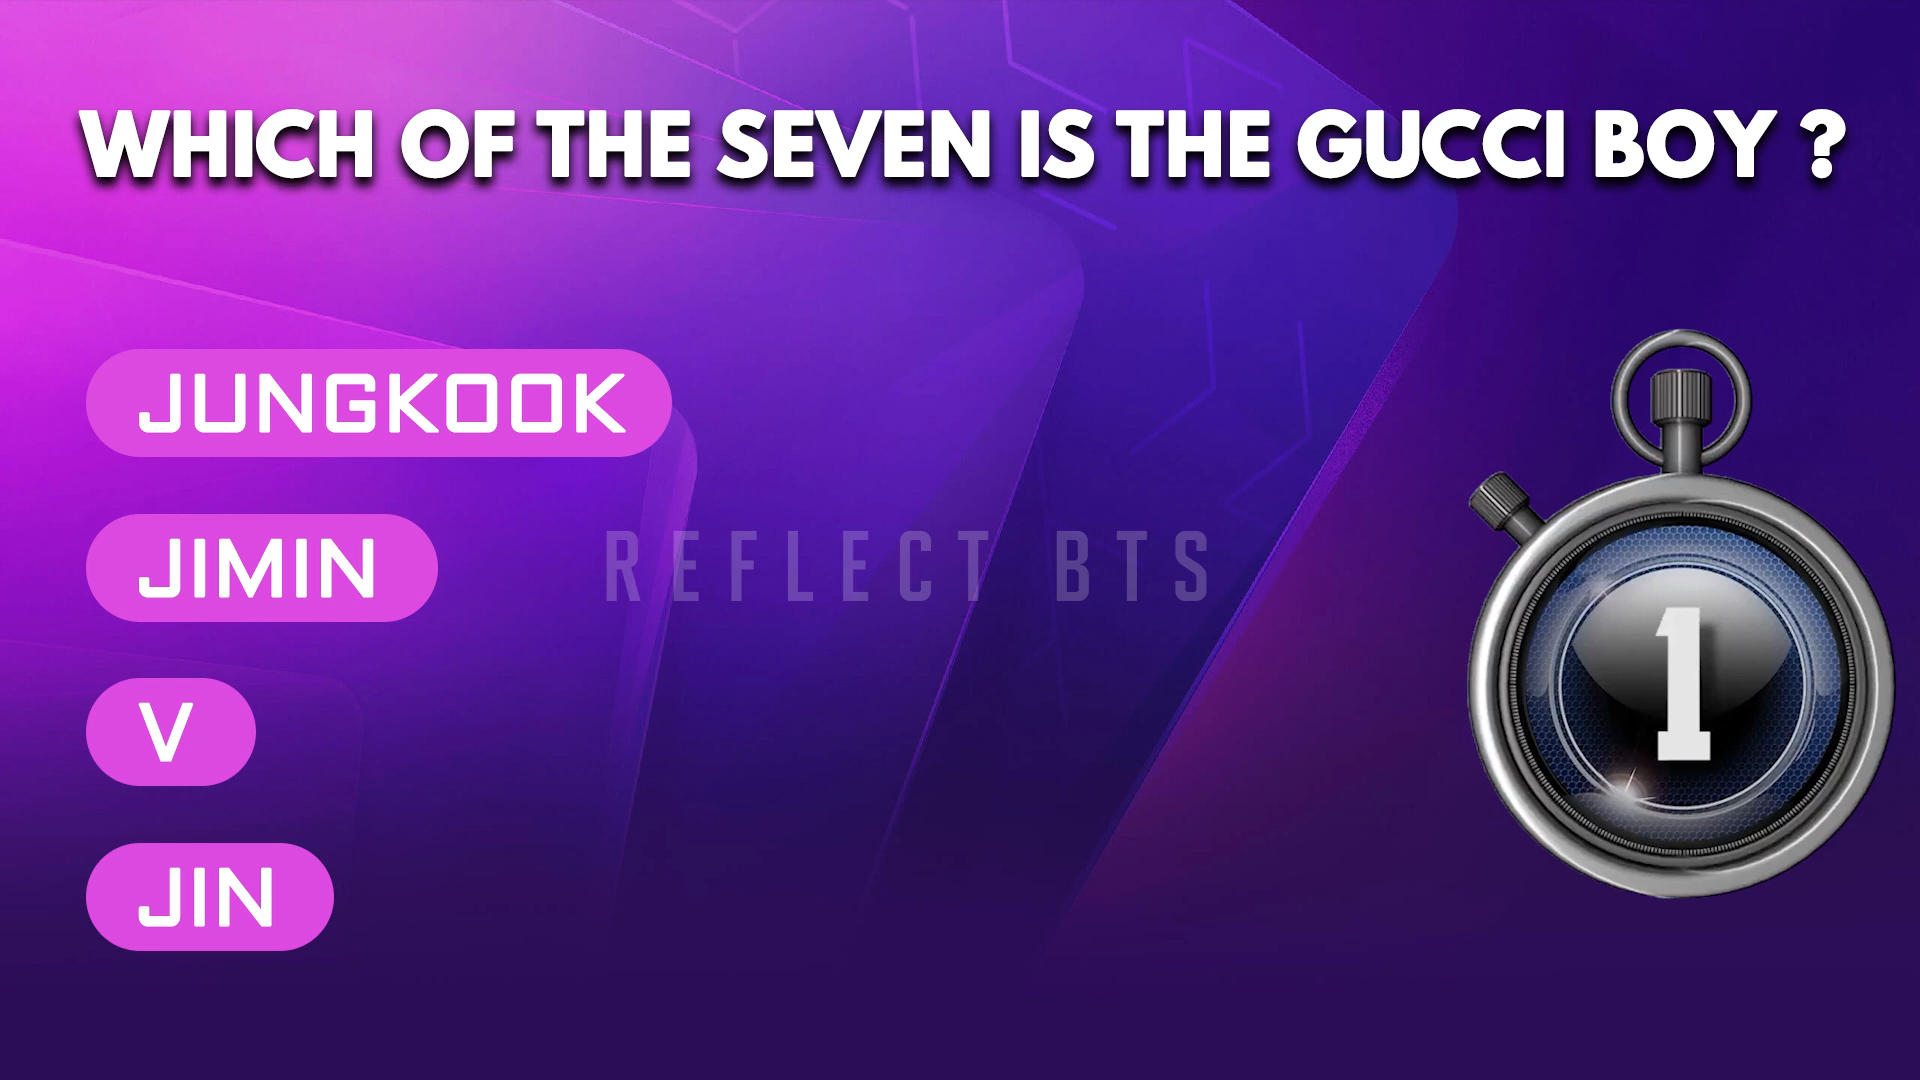 WHICH OF THE SEVEN IS THE GUCCI BOY ?
JUNGKOOK
JIMIN
REFLECT BTS
V
JIN
1